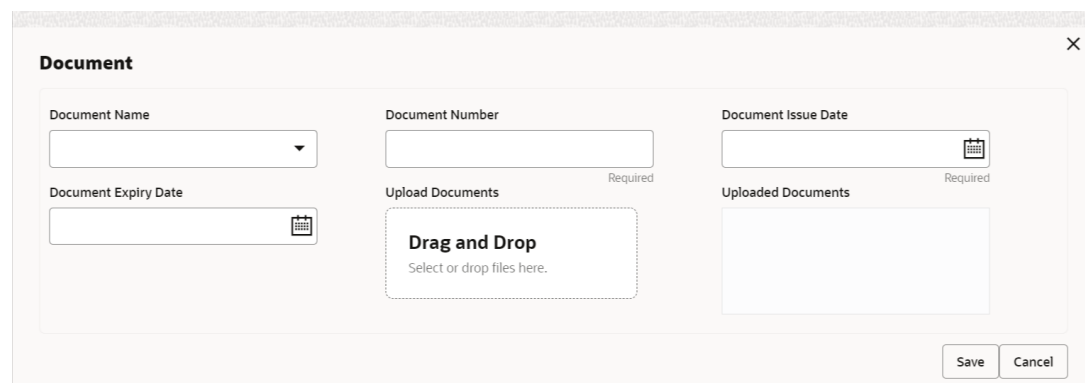 Document
Document Name
Document Number
Document Issue Date
Required
Required
Document Expiry Date
Upload Documents
Uploaded Documents
Drag and Drop
Select or drop files here.
Save
Cancel